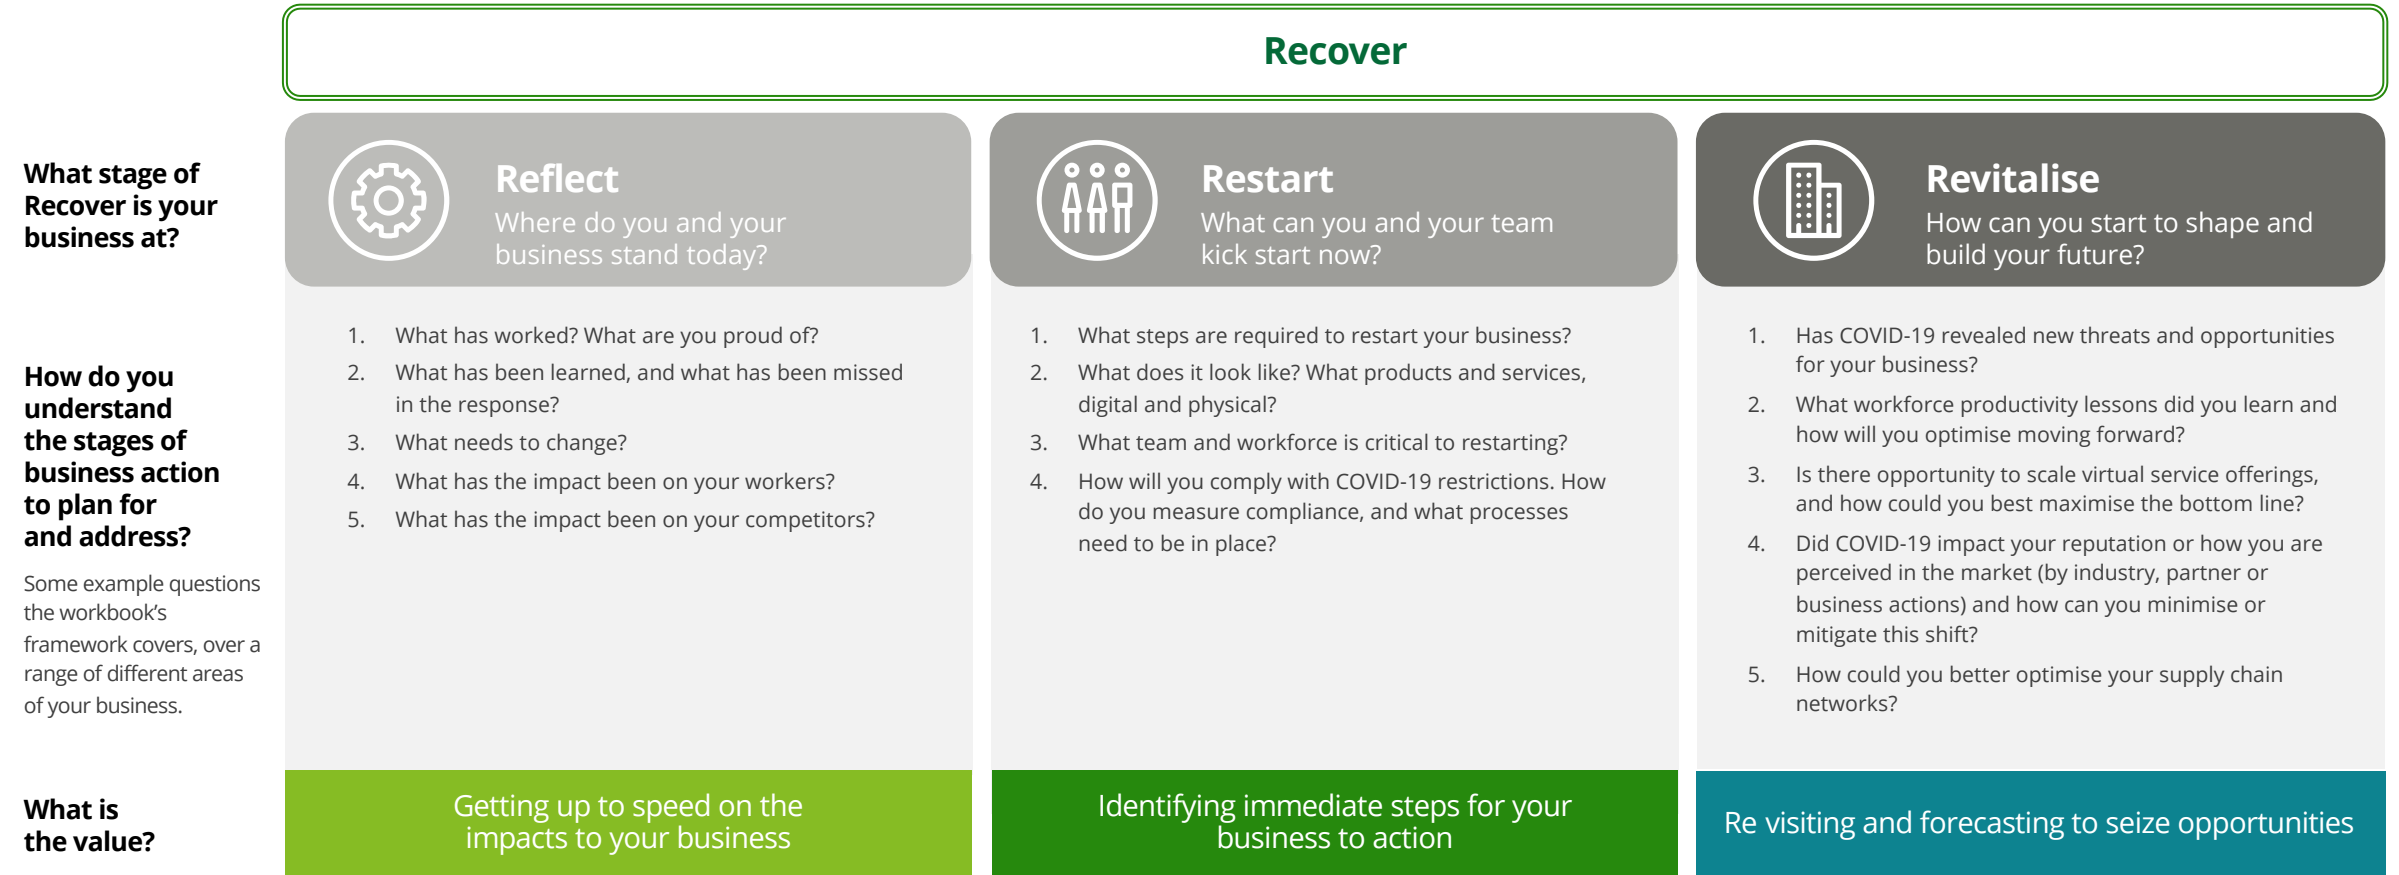 Recover
What stage of
Recover is your
business at?
Reflect
Where do you and your
business stand today?
Restart
What can you and your team
kick start now?
Revitalise
How can you start to shape and
build your future?
How do you
understand
the stages of
business action
to plan for
and address?
Some example questions
the workbook’s
framework covers, over a
range of different areas
of your business.
1. What has worked? What are you proud of?
2. What has been learned, and what has been missed
in the response?
3. What needs to change?
4. What has the impact been on your workers?
5. What has the impact been on your competitors?
1. What steps are required to restart your business?
2. What does it look like? What products and services,
digital and physical?
3. What team and workforce is critical to restarting?
4. How will you comply with COVID-19 restrictions. How
do you measure compliance, and what processes
need to be in place?
1. Has COVID-19 revealed new threats and opportunities
for your business?
2. What workforce productivity lessons did you learn and
how will you optimise moving forward?
3. Is there opportunity to scale virtual service offerings,
and how could you best maximise the bottom line?
4. Did COVID-19 impact your reputation or how you are
perceived in the market (by industry, partner or
business actions) and how can you minimise or
mitigate this shift?
5. How could you better optimise your supply chain
networks?
What is
the value?
Getting up to speed on the
impacts to your business
Identifying immediate steps for your
business to action
Re visiting and forecasting to seize opportunities